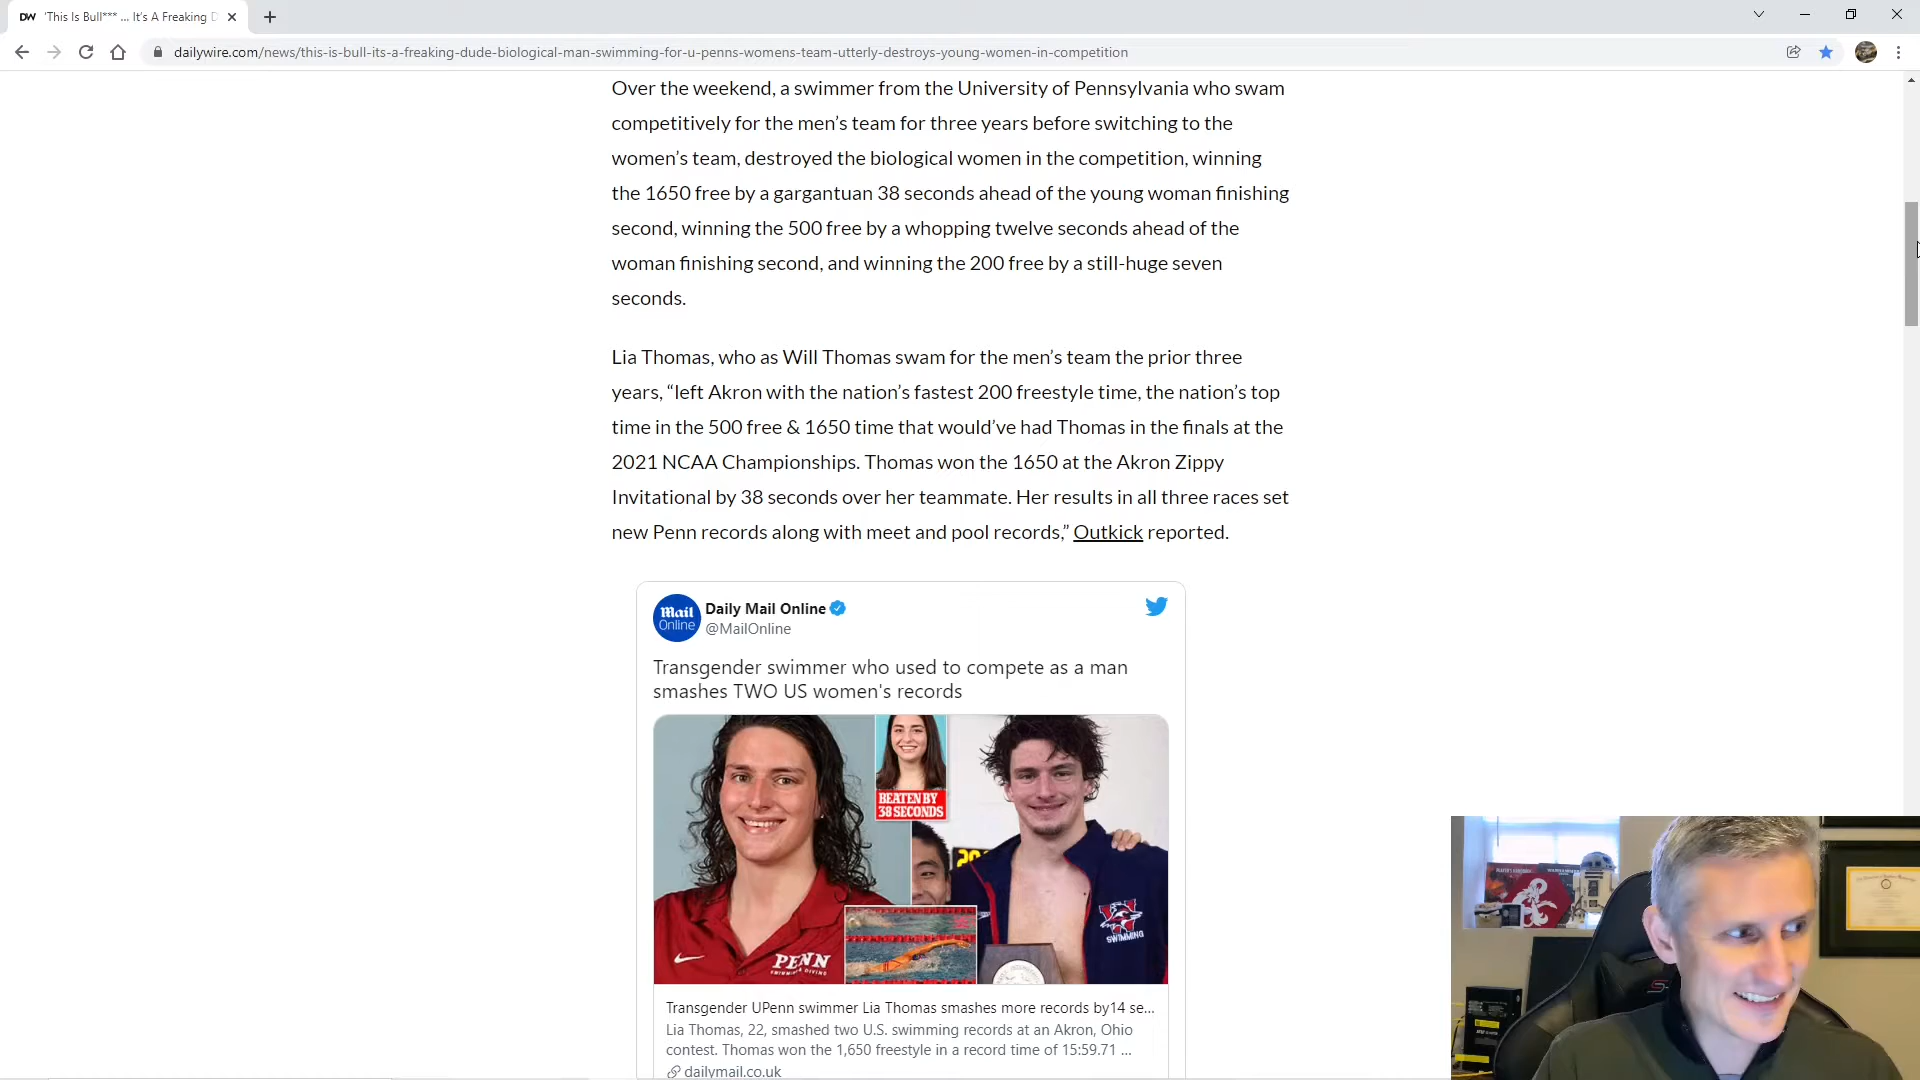 DW 'This Is Bull*** ... It's A Freaking D
dailywire.com/news/this-is-bull-its-a-freaking-dude-biological-man-swimming-for-u-penns-womens-team-utterly-destroys-young-women-in-competition
Over the weekend, a swimmer from the University of Pennsylvania who swam
competitively for the men's team for three years before switching to the
women's team, destroyed the biological women in the competition, winning
the 1650 free by a gargantuan 38 seconds ahead of the young woman finishing
second, winning the 500 free by a whopping twelve seconds ahead of the
woman finishing second, and winning the 200 free by a still-huge seven
seconds.
Lia Thomas, who as Will Thomas swam for the men's team the prior three
years, “left Akron with the nation's fastest 200 freestyle time, the nation's top
time in the 500 free & 1650 time that would've had Thomas in the finals at the
2021 NCAA Championships. Thomas won the 1650 at the Akron Zippy
Invitational by 38 seconds over her teammate. Her results in all three races set
new Penn records along with meet and pool records,” Outkick reported.
Mail
Online
Daily Mail Online
@MailOnline
Transgender swimmer who used to compete as a man
smashes TWO US women's records
BEATEN BY
38 SECONDS
PENN
SWIMMING & DIVING
SWIMMING
Transgender UPenn swimmer Lia Thomas smashes more records by14 se...
Lia Thomas, 22, smashed two U.S. swimming records at an Akron, Ohio
contest. Thomas won the 1,650 freestyle in a record time of 15:59.71 ...
dailymail.co.uk